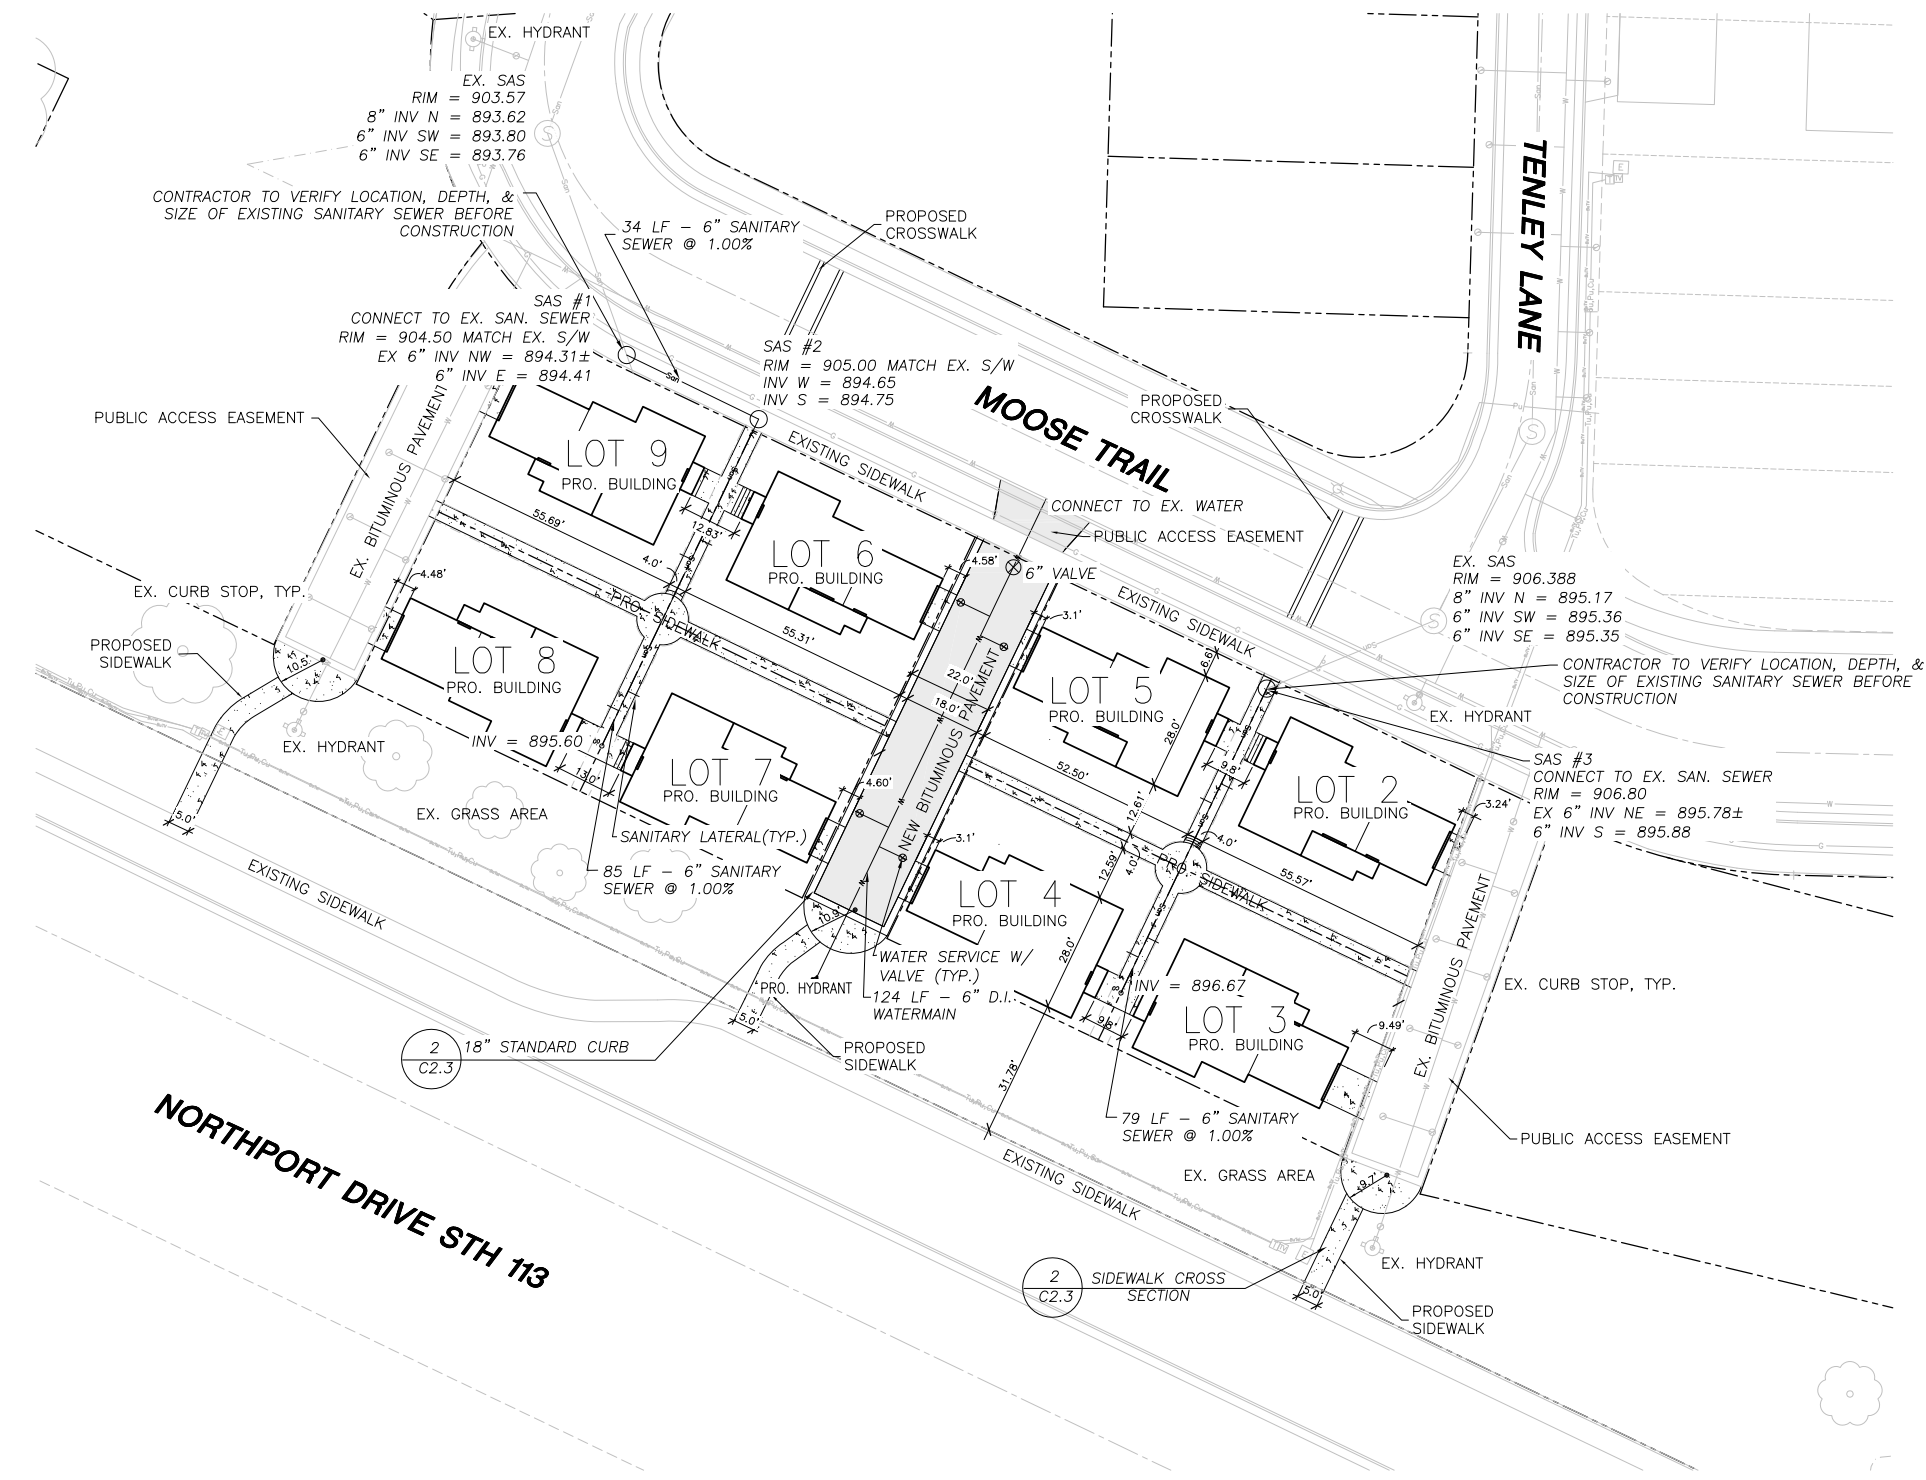 EX. HYDRANT
EX. SAS
RIM = 903.57
8" INV N = 893.62
6" INV SW = 893.80
6" INV SE = 893.76
CONTRACTOR TO VERIFY LOCATION, DEPTH, &
SIZE OF EXISTING SANITARY SEWER BEFORE
CONSTRUCTION
34 LF – 6" SANITARY
SEWER @ 1.00%
PROPOSED
CROSSWALK
TENLEY LANE
SAS #1
CONNECT TO EX. SAN. SEWER
RIM = 904.50 MATCH EX. S/W
EX 6" INV NW = 894.31±
6" INV E = 894.41
SAS #2
RIM = 905.00 MATCH EX. S/W
INV W = 894.65
INV S = 894.75
MOOSE TRAIL
PROPOSED
CROSSWALK
PUBLIC ACCESS EASEMENT
EX. BITUMINOUS PAVEMENT
LOT 9
PRO. BUILDING
EXISTING SIDEWALK
CONNECT TO EX. WATER
PUBLIC ACCESS EASEMENT
55.69'
12.83'
4.0'
LOT 6
PRO. BUILDING
4.58'
6" VALVE
EX. SAS
RIM = 906.388
8" INV N = 895.17
6" INV SW = 895.36
6" INV SE = 895.35
4.48'
EX. CURB STOP, TYP.
PRO. SIDEWALK
55.31'
EXISTING SIDEWALK
3.1'
6.6'
PROPOSED
SIDEWALK
10.5'
LOT 8
PRO. BUILDING
22.0'
18.0'
LOT 5
PRO. BUILDING
28.0'
CONTRACTOR TO VERIFY LOCATION, DEPTH, &
SIZE OF EXISTING SANITARY SEWER BEFORE
CONSTRUCTION
EX. HYDRANT
EX. HYDRANT
INV = 895.60
13.0'
LOT 7
PRO. BUILDING
4.60'
NEW BITUMINOUS PAVEMENT
52.50'
9.8'
LOT 2
PRO. BUILDING
3.24'
SAS #3
CONNECT TO EX. SAN. SEWER
RIM = 906.80
EX 6" INV NE = 895.78±
6" INV S = 895.88
5.0'
EX. GRASS AREA
SANITARY LATERAL(TYP.)
3.1'
12.61'
12.59'
4.0'
4.0'
PRO. SIDEWALK
55.57'
EXISTING SIDEWALK
85 LF – 6" SANITARY
SEWER @ 1.00%
10.9'
LOT 4
PRO. BUILDING
28.0'
EX. BITUMINOUS PAVEMENT
WATER SERVICE W/
VALVE (TYP.)
PRO. HYDRANT
124 LF – 6" D.I.
WATERMAIN
INV = 896.67
EX. CURB STOP, TYP.
5.0'
9.8'
LOT 3
PRO. BUILDING
9.49'
2
C2.3
18" STANDARD CURB
PROPOSED
SIDEWALK
31.78'
79 LF – 6" SANITARY
SEWER @ 1.00%
PUBLIC ACCESS EASEMENT
NORTHPORT DRIVE STH 113
EXISTING SIDEWALK
EX. GRASS AREA
9.7'
2
C2.3
SIDEWALK CROSS
SECTION
EX. HYDRANT
5.0'
PROPOSED
SIDEWALK